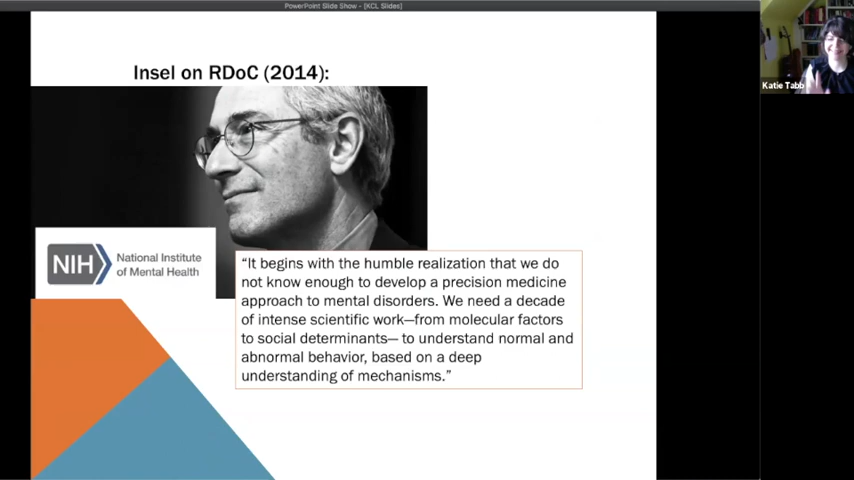 PowerPoint Slide Show - [KCL Slides]
Katie Tabb
Insel on RDoC (2014):
NIH
National Institute
of Mental Health
“It begins with the humble realization that we do
not know enough to develop a precision medicine
approach to mental disorders. We need a decade
of intense scientific work—from molecular factors
to social determinants— to understand normal and
abnormal behavior, based on a deep
understanding of mechanisms.”